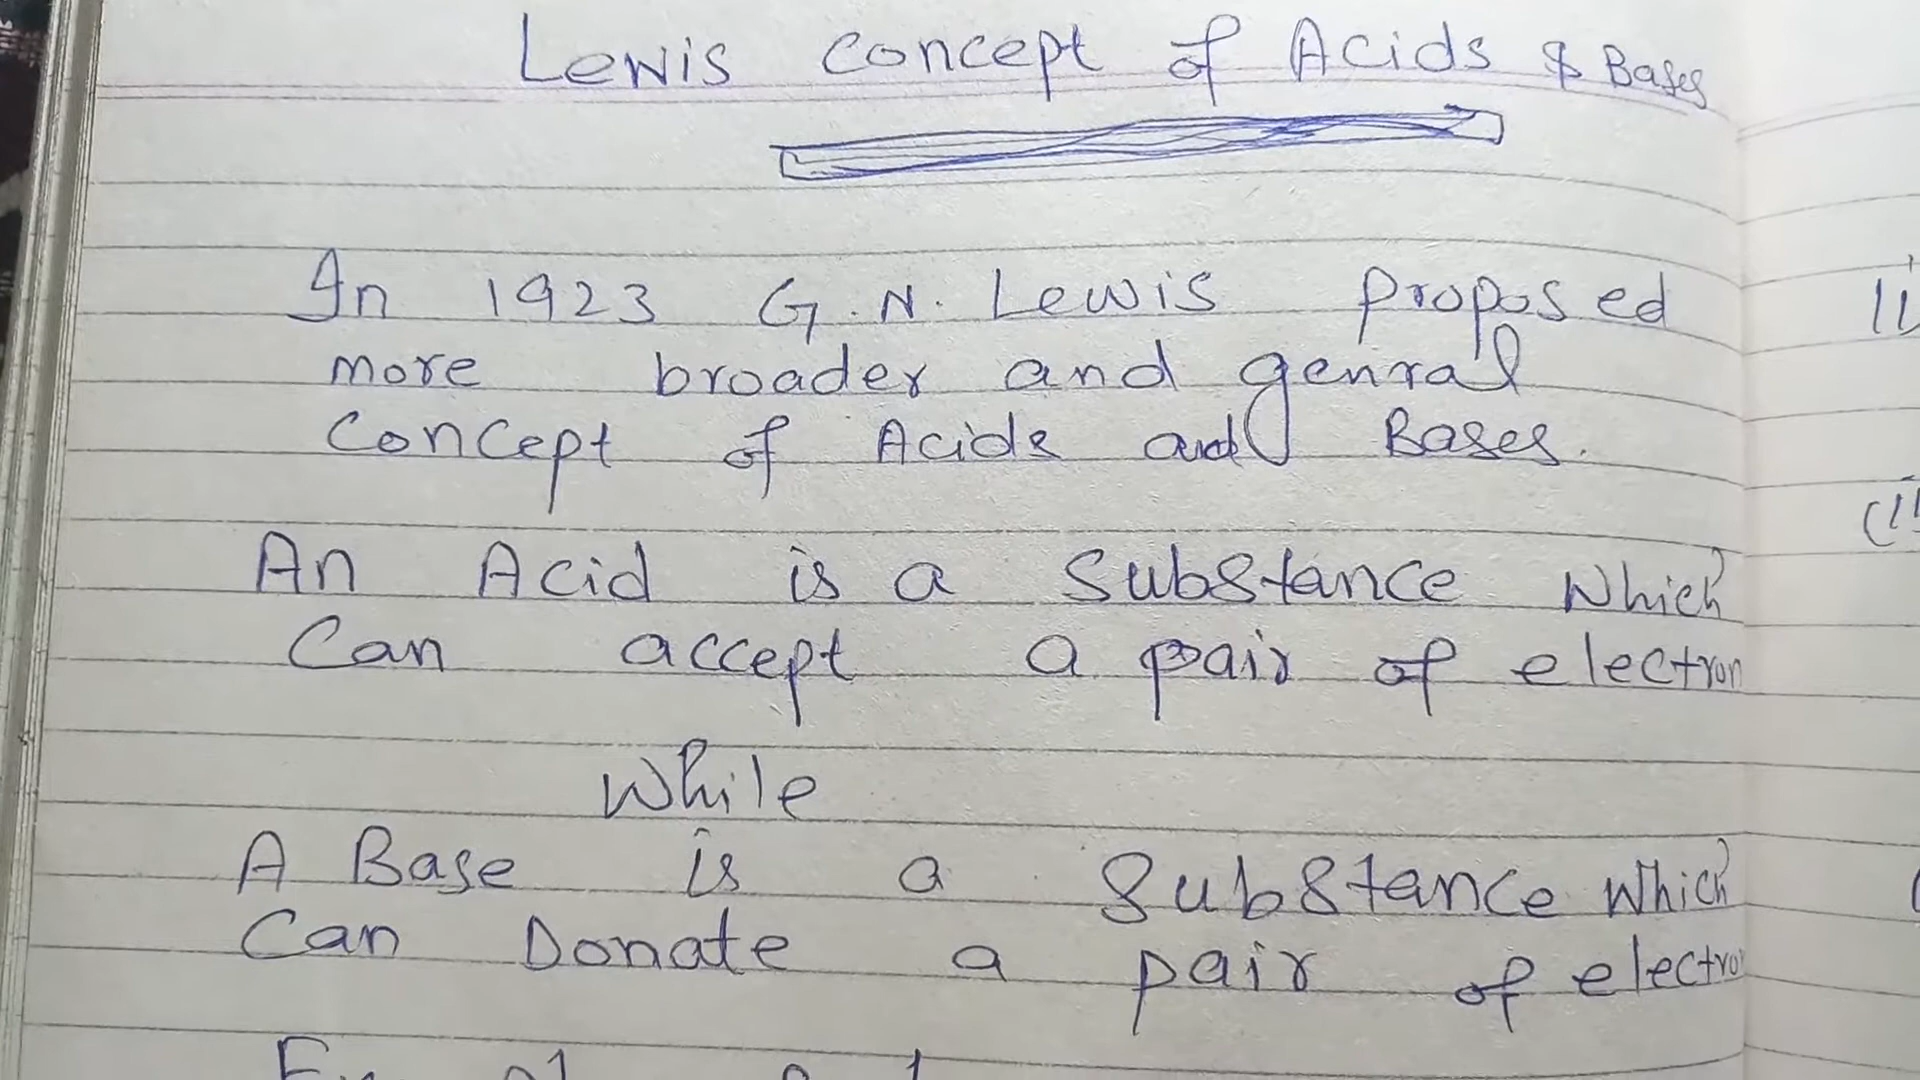 Lewis Concept of Acids & Bases
In 1923 G.N. Lewis proposed
more broader and genral
Concept of Acids and Bases.
An Acid is a Substance Which
Can accept a pair of electron
While
A Base is a Substance Which
Can Donate a pair of electro